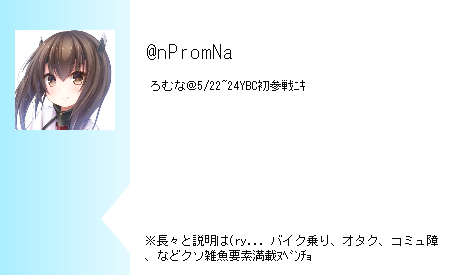 @nPromNa
ろむな@5/22~24YBC初参戦ﾆｷ
※長々と説明は(ry... バイク乗り、オタク、コミュ障
、などクソ雑魚要素満載ヌベンチョ